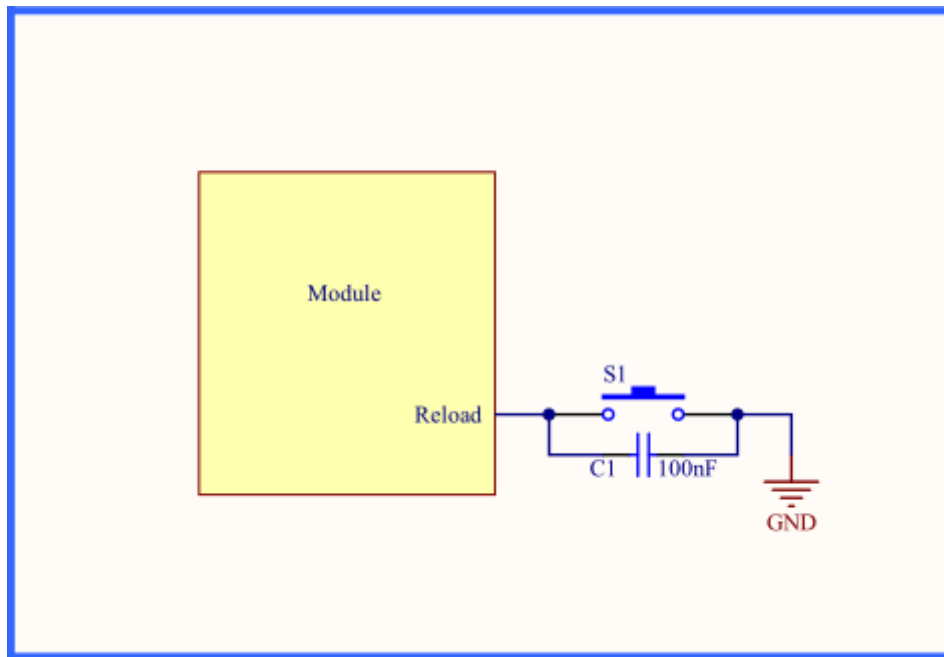 Module
S1
Reload
C1 100nF
GND